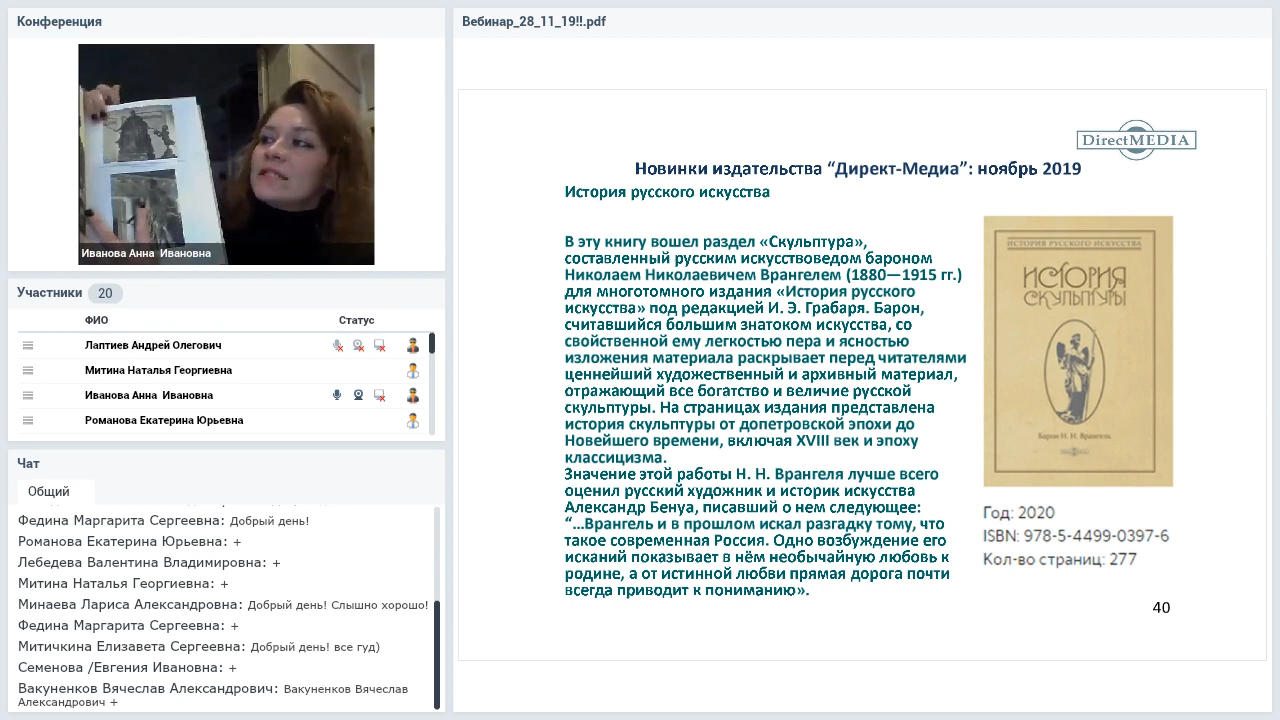 Конференция
Иванова Анна  Ивановна
Участники 20
ФИО Статус
Лаптиев Андрей Олегович
Митина Наталья Георгиевна
Иванова Анна  Ивановна
Романова Екатерина Юрьевна
Чат
Общий
Федина Маргарита Сергеевна: Добрый день!
Романова Екатерина Юрьевна: +
Лебедева Валентина Владимировна: +
Митина Наталья Георгиевна: +
Минаева Лариса Александровна: Добрый день! Слышно хорошо!
Федина Маргарита Сергеевна: +
Митичкина Елизавета Сергеевна: Добрый день! все гуд)
Семенова /Евгения Ивановна: +
Вакуненков Вячеслав Александрович: Вакуненков Вячеслав
Александрович +
Вебинар_28_11_19!!.pdf
DirectMEDIA
Новинки издательства “Директ-Медиа”: ноябрь 2019
История русского искусства
В эту книгу вошел раздел «Скульптура»,
составленный русским искусствоведом бароном
Николаем Николаевичем Врангелем (1880—1915 гг.)
для многотомного издания «История русского
искусства» под редакцией И. Э. Грабаря. Барон,
считавшийся большим знатоком искусства, со
свойственной ему легкостью пера и ясностью
изложения материала раскрывает перед читателями
ценнейший художественный и архивный материал,
отражающий все богатство и величие русской
скульптуры. На страницах издания представлена
история скульптуры от допетровской эпохи до
Новейшего времени, включая XVIII век и эпоху
классицизма.
Значение этой работы Н. Н. Врангеля лучше всего
оценил русский художник и историк искусства
Александр Бенуа, писавший о нем следующее:
“…Врангель и в прошлом искал разгадку тому, что
такое современная Россия. Одно возбуждение его
исканий показывает в нём необычайную любовь к
родине, а от истинной любви прямая дорога почти
всегда приводит к пониманию».
ИСТОРИЯ РУССКОГО ИСКУССТВА
ИСТОРИЯ
СКУЛЬПТУРЫ
Барон Н. Н. Врангель
Год: 2020
ISBN: 978-5-4499-0397-6
Кол-во страниц: 277
40